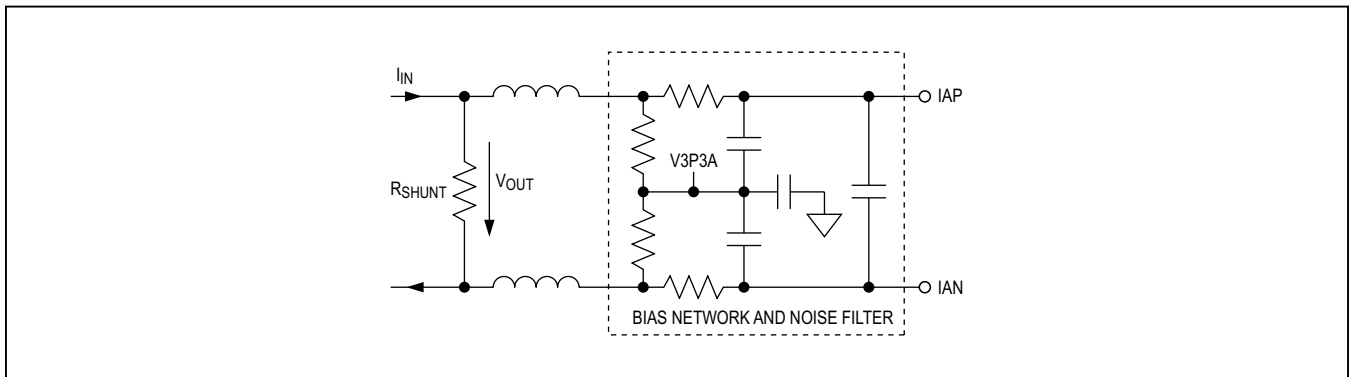 IIN
IAP
V3P3A
RSHUNT
VOUT
IAN
BIAS NETWORK AND NOISE FILTER